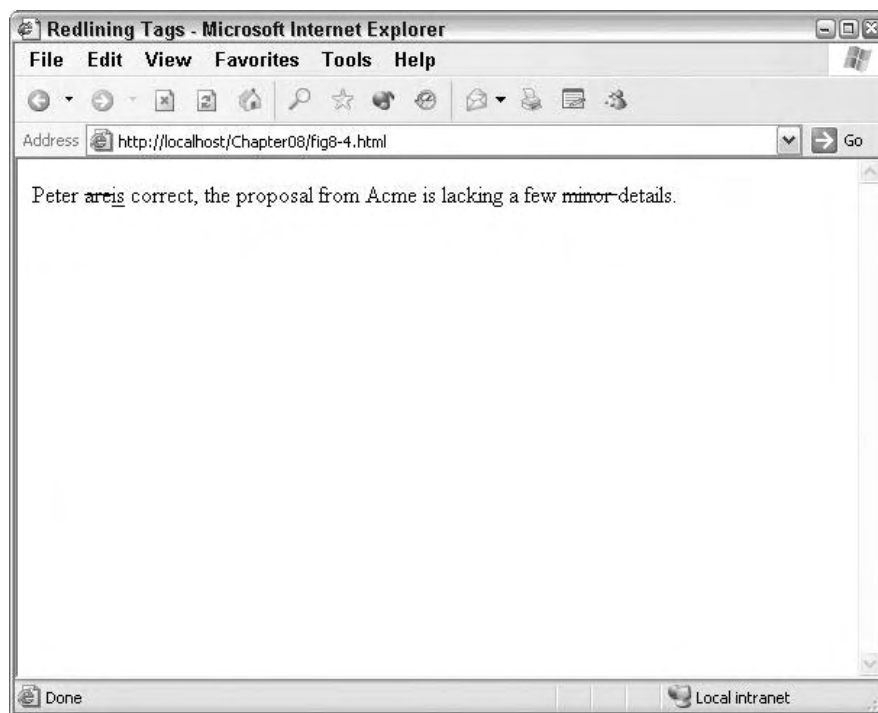 Redlining Tags - Microsoft Internet Explorer
File Edit View Favorites Tools Help
Address http://localhost/Chapter08/fig8-4.html Go
Peter areis correct, the proposal from Acme is lacking a few minor details.
Done Local intranet